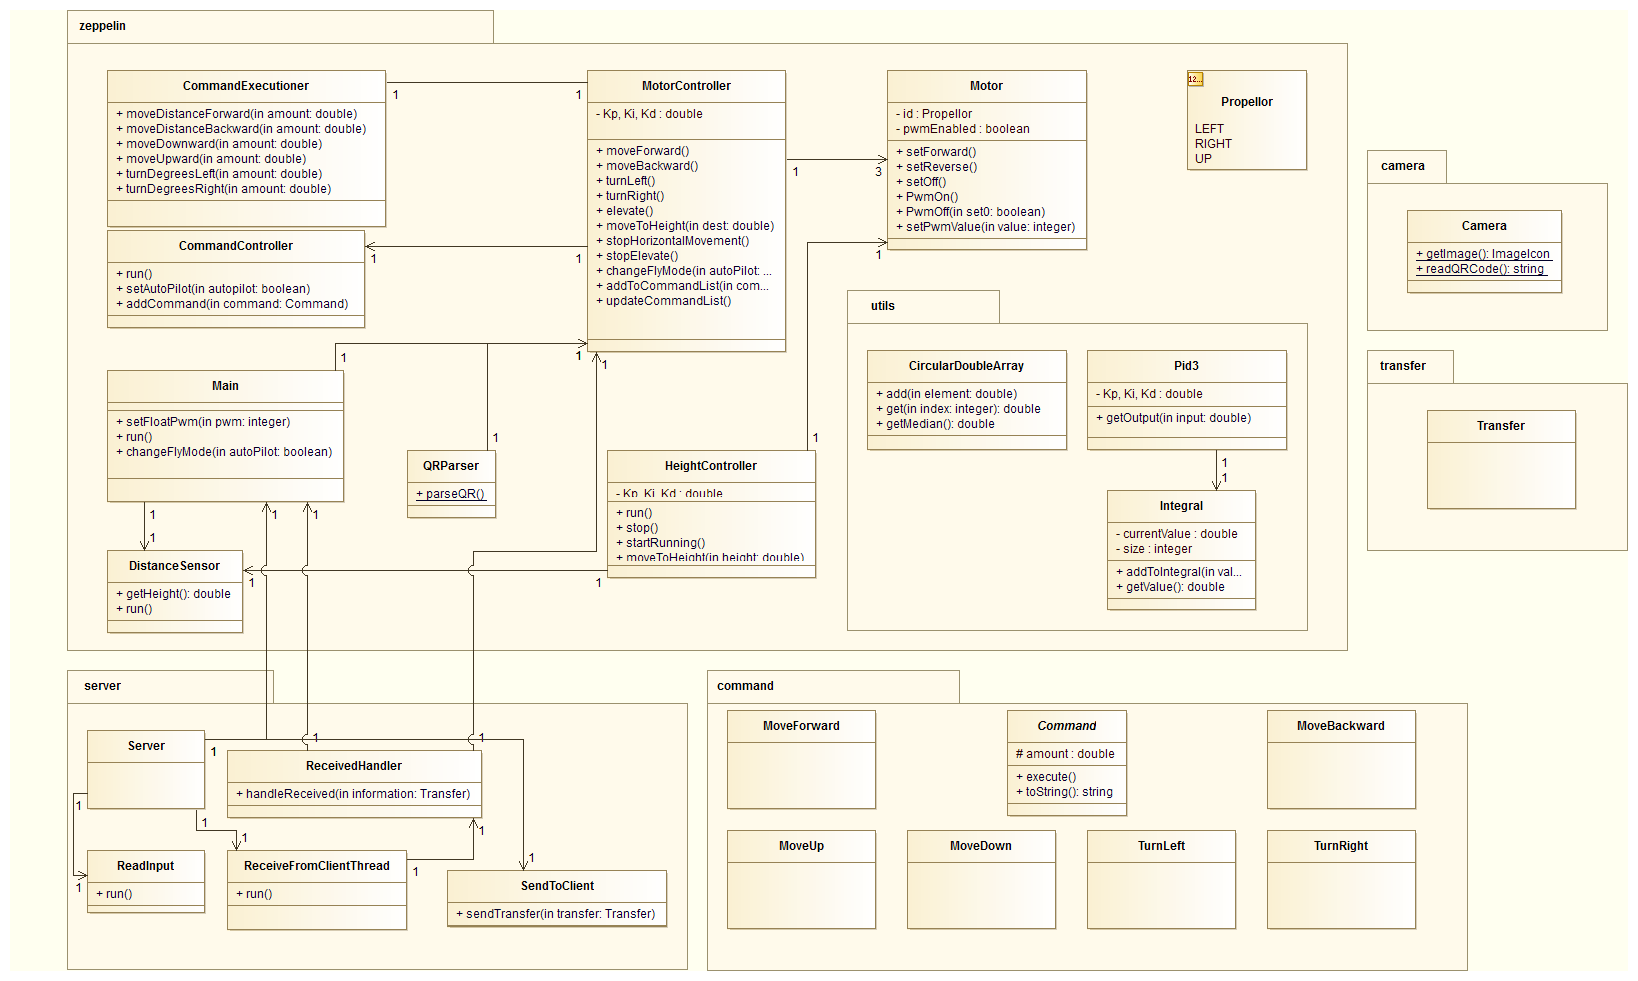 zeppelin
CommandExecutioner
+ moveDistanceForward(in amount: double)
+ moveDistanceBackward(in amount: double)
+ moveDownward(in amount: double)
+ moveUpward(in amount: double)
+ turnDegreesLeft(in amount: double)
+ turnDegreesRight(in amount: double)
1
1
MotorController
- Kp, Ki, Kd : double
+ moveForward()
+ moveBackward()
+ turnLeft()
+ turnRight()
+ elevate()
+ moveToHeight(in dest: double)
+ stopHorizontalMovement()
+ stopElevate()
+ changeFlyMode(in autoPilot: ...
+ addToCommandList(in com...
+ updateCommandList()
1
3
Motor
- id : Propellor
- pwmEnabled : boolean
+ setForward()
+ setReverse()
+ setOff()
+ PwmOn()
+ PwmOff(in set0: boolean)
+ setPwmValue(in value: integer)
1
12...
Propellor
LEFT
RIGHT
UP
camera
Camera
+ getImage(): ImageIcon
+ readQRCode(): string
CommandController
+ run()
+ setAutoPilot(in autopilot: boolean)
+ addCommand(in command: Command)
1
1
utils
CircularDoubleArray
+ add(in element: double)
+ get(in index: integer): double
+ getMedian(): double
Pid3
- Kp, Ki, Kd : double
+ getOutput(in input: double)
1
1
Integral
- currentValue : double
- size : integer
+ addToIntegral(in val...
+ getValue(): double
transfer
Transfer
1
1
1
Main
+ setFloatPwm(in pwm: integer)
+ run()
+ changeFlyMode(in autoPilot: boolean)
1
QRParser
+ parseQR()
1
HeightController
- Kp, Ki, Kd : double
+ run()
+ stop()
+ startRunning()
+ moveToHeight(in height: double)
1
1
1
1
DistanceSensor
+ getHeight(): double
+ run()
1
1
server
Server
1
1
1
ReceivedHandler
+ handleReceived(in information: Transfer)
1
1
1
1
1
1
1
ReadInput
+ run()
ReceiveFromClientThread
+ run()
1
SendToClient
+ sendTransfer(in transfer: Transfer)
command
MoveForward
Command
# amount : double
+ execute()
+ toString(): string
MoveBackward
MoveUp
MoveDown
TurnLeft
TurnRight